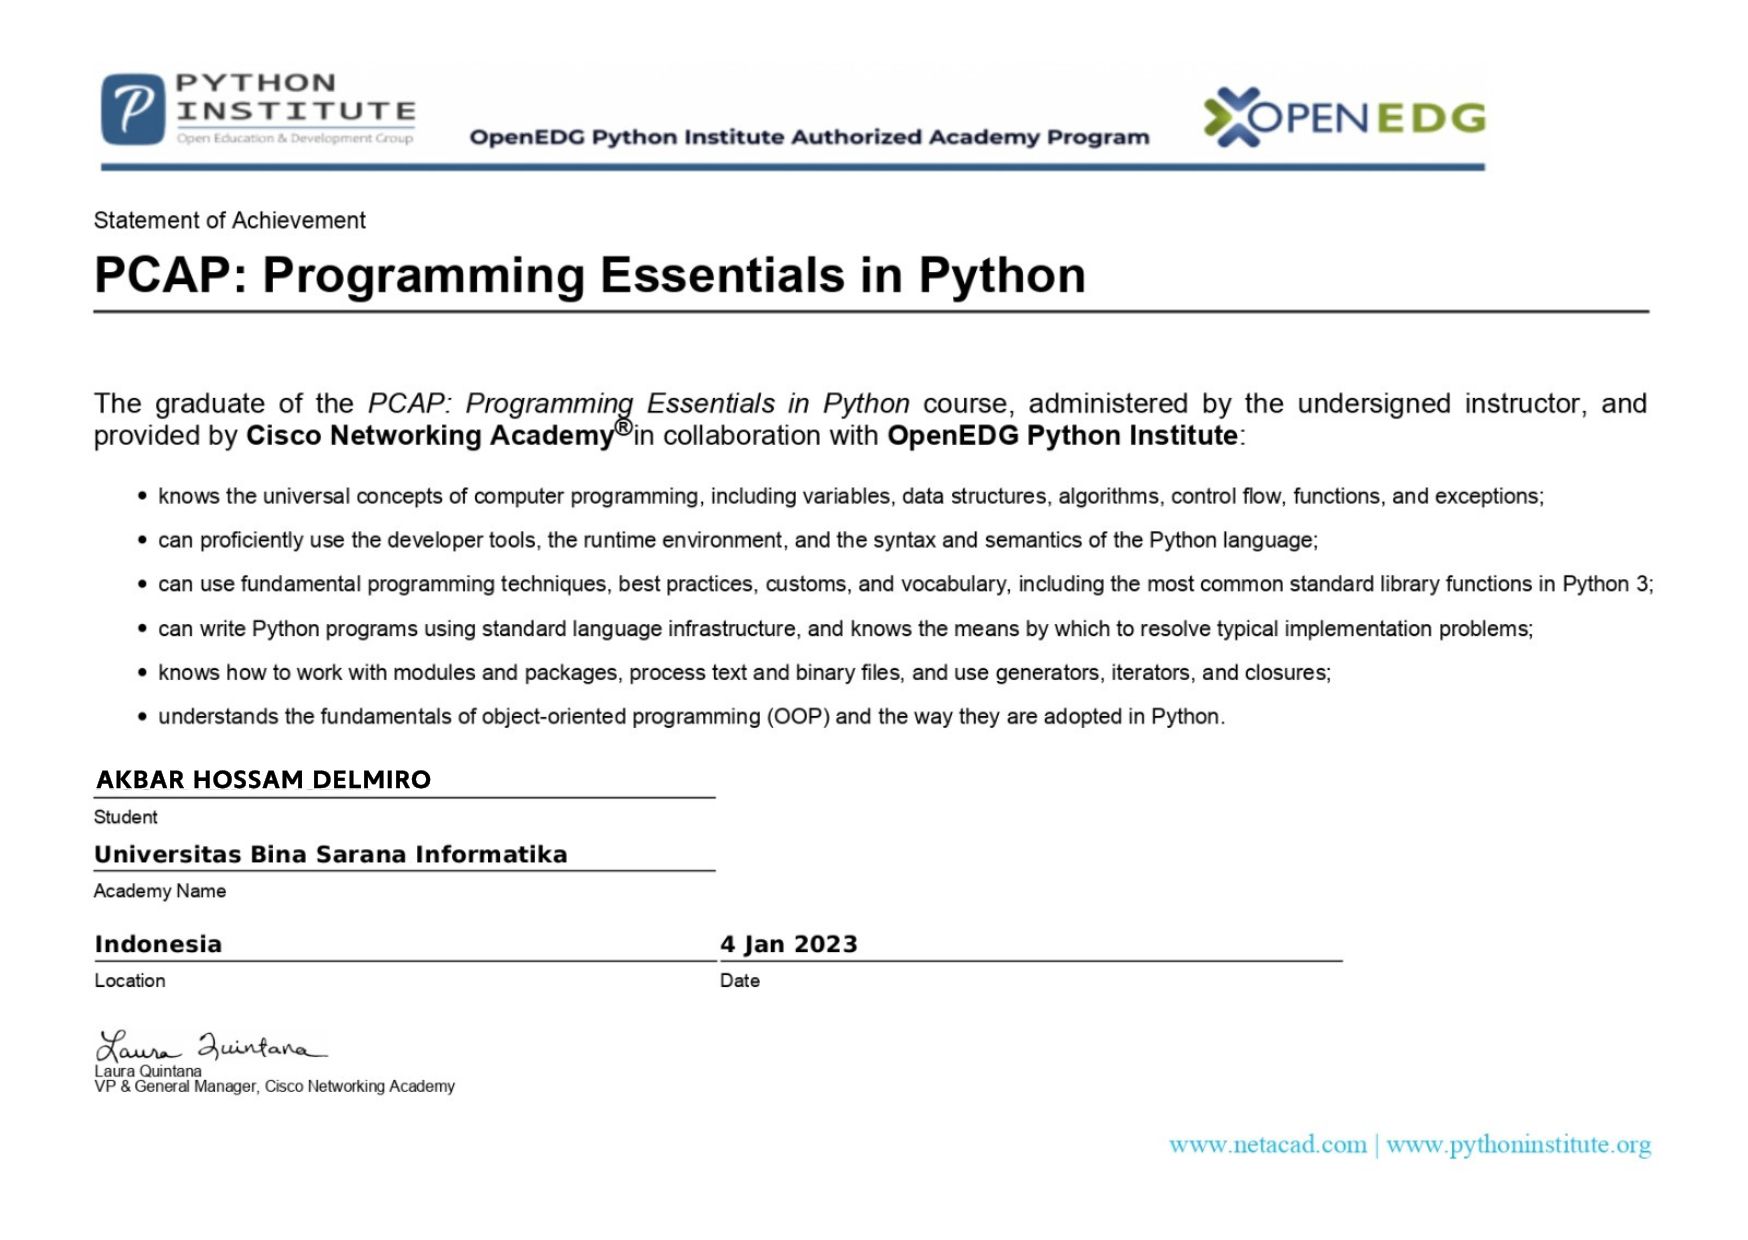 PYTHON
INSTITUTE
Open Education & Development Group
OpenEDG Python Institute Authorized Academy Program
OPENEDG
Statement of Achievement
PCAP: Programming Essentials in Python
The graduate of the PCAP: Programming Essentials in Python course, administered by the undersigned instructor, and
provided by Cisco Networking Academy®in collaboration with OpenEDG Python Institute:
• knows the universal concepts of computer programming, including variables, data structures, algorithms, control flow, functions, and exceptions;
• can proficiently use the developer tools, the runtime environment, and the syntax and semantics of the Python language;
• can use fundamental programming techniques, best practices, customs, and vocabulary, including the most common standard library functions in Python 3;
• can write Python programs using standard language infrastructure, and knows the means by which to resolve typical implementation problems;
• knows how to work with modules and packages, process text and binary files, and use generators, iterators, and closures;
• understands the fundamentals of object-oriented programming (OOP) and the way they are adopted in Python.
AKBAR HOSSAM DELMIRO
Student
Universitas Bina Sarana Informatika
Academy Name
Indonesia
4 Jan 2023
Location
Date
Laura Quintana
Laura Quintana
VP & General Manager, Cisco Networking Academy
www.netacad.com | www.pythoninstitute.org